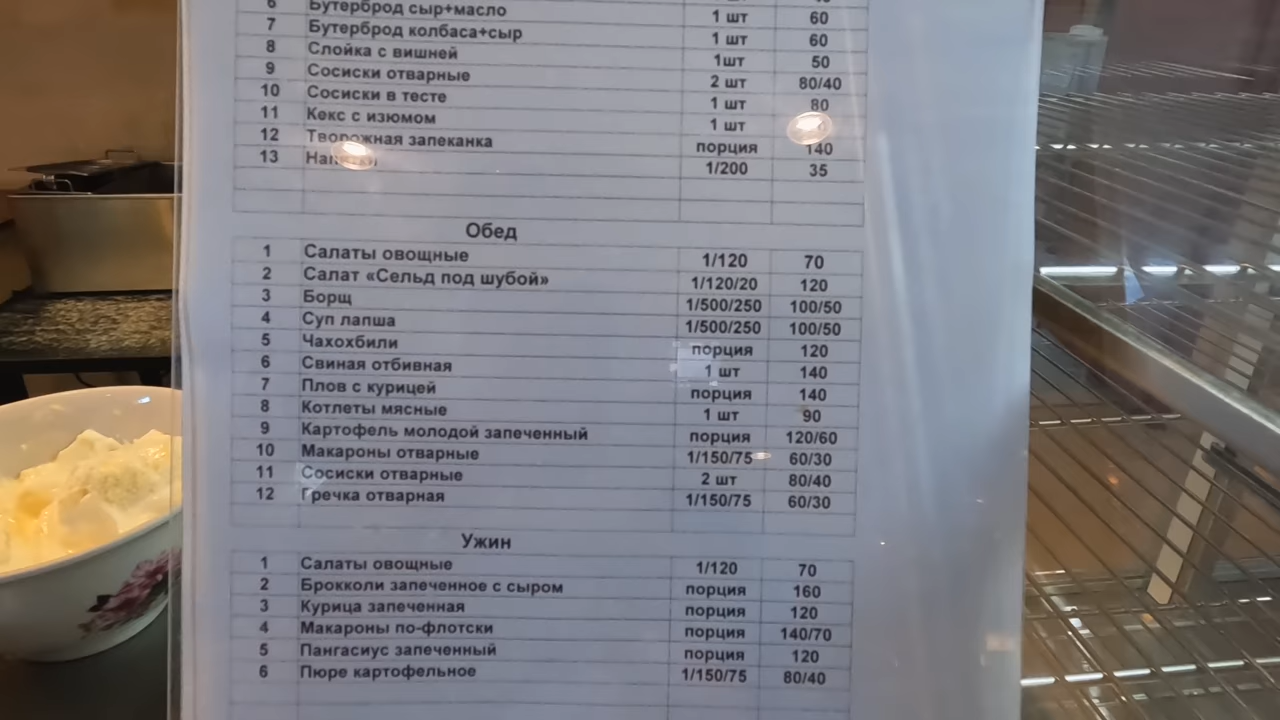 6 Бутерброд сыр+масло 1 шт 60
7 Бутерброд колбаса+сыр 1 шт 60
8 Слойка с вишней 1шт 50
9 Сосиски отварные 2 шт 80/40
10 Сосиски в тесте 1 шт 80
11 Кекс с изюмом 1 шт
12 Творожная запеканка порция 140
13 1/200 35
Обед
1 Салаты овощные 1/120 70
2 Салат «Сельд под шубой» 1/120/20 120
3 Борщ 1/500/250 100/50
4 Суп лапша 1/500/250 100/50
5 Чахохбили порция 120
6 Свиная отбивная 1 шт 140
7 Плов с курицей порция 140
8 Котлеты мясные 1 шт 90
9 Картофель молодой запеченный порция 120/60
10 Макароны отварные 1/150/75 60/30
11 Сосиски отварные 2 шт 80/40
12 Гречка отварная 1/150/75 60/30
Ужин
1 Салаты овощные 1/120 70
2 Брокколи запеченное с сыром порция 160
3 Курица запеченная порция 120
4 Макароны по-флотски порция 140/70
5 Пангасиус запеченный порция 120
6 Пюре картофельное 1/150/75 80/40